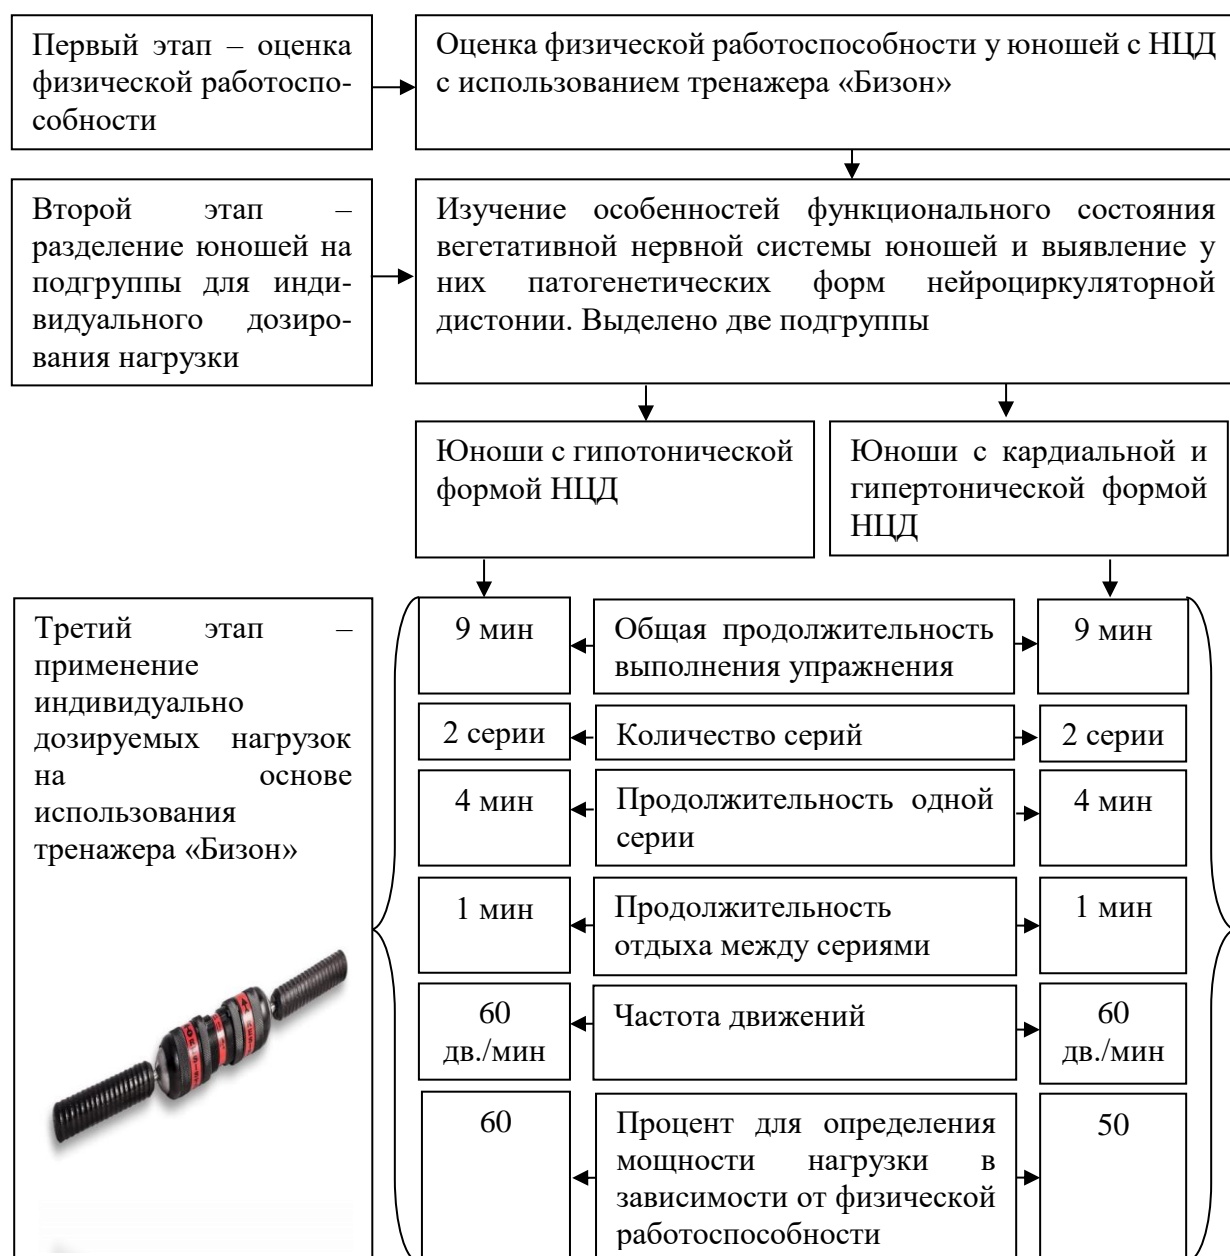 Первый этап – оценка
физической работоспо-
собности
Оценка физической работоспособности у юношей с НЦД
с использованием тренажера «Бизон»
Второй этап –
разделение юношей на
подгруппы для инди-
видуального дозиро-
вания нагрузки
Изучение особенностей функционального состояния
вегетативной нервной системы юношей и выявление у
них патогенетических форм нейроциркуляторной
дистонии. Выделено две подгруппы
Юноши с гипотонической
формой НЦД
Юноши с кардиальной и
гипертонической формой
НЦД
Третий этап –
применение
индивидуально
дозируемых нагрузок
на основе
использования
тренажера «Бизон»
9 мин
Общая продолжительность
выполнения упражнения
9 мин
2 серии
Количество серий
2 серии
4 мин
Продолжительность одной
серии
4 мин
1 мин
Продолжительность
отдыха между сериями
1 мин
60
дв./мин
Частота движений
60
дв./мин
60
Процент для определения
мощности нагрузки в
зависимости от физической
работоспособности
50